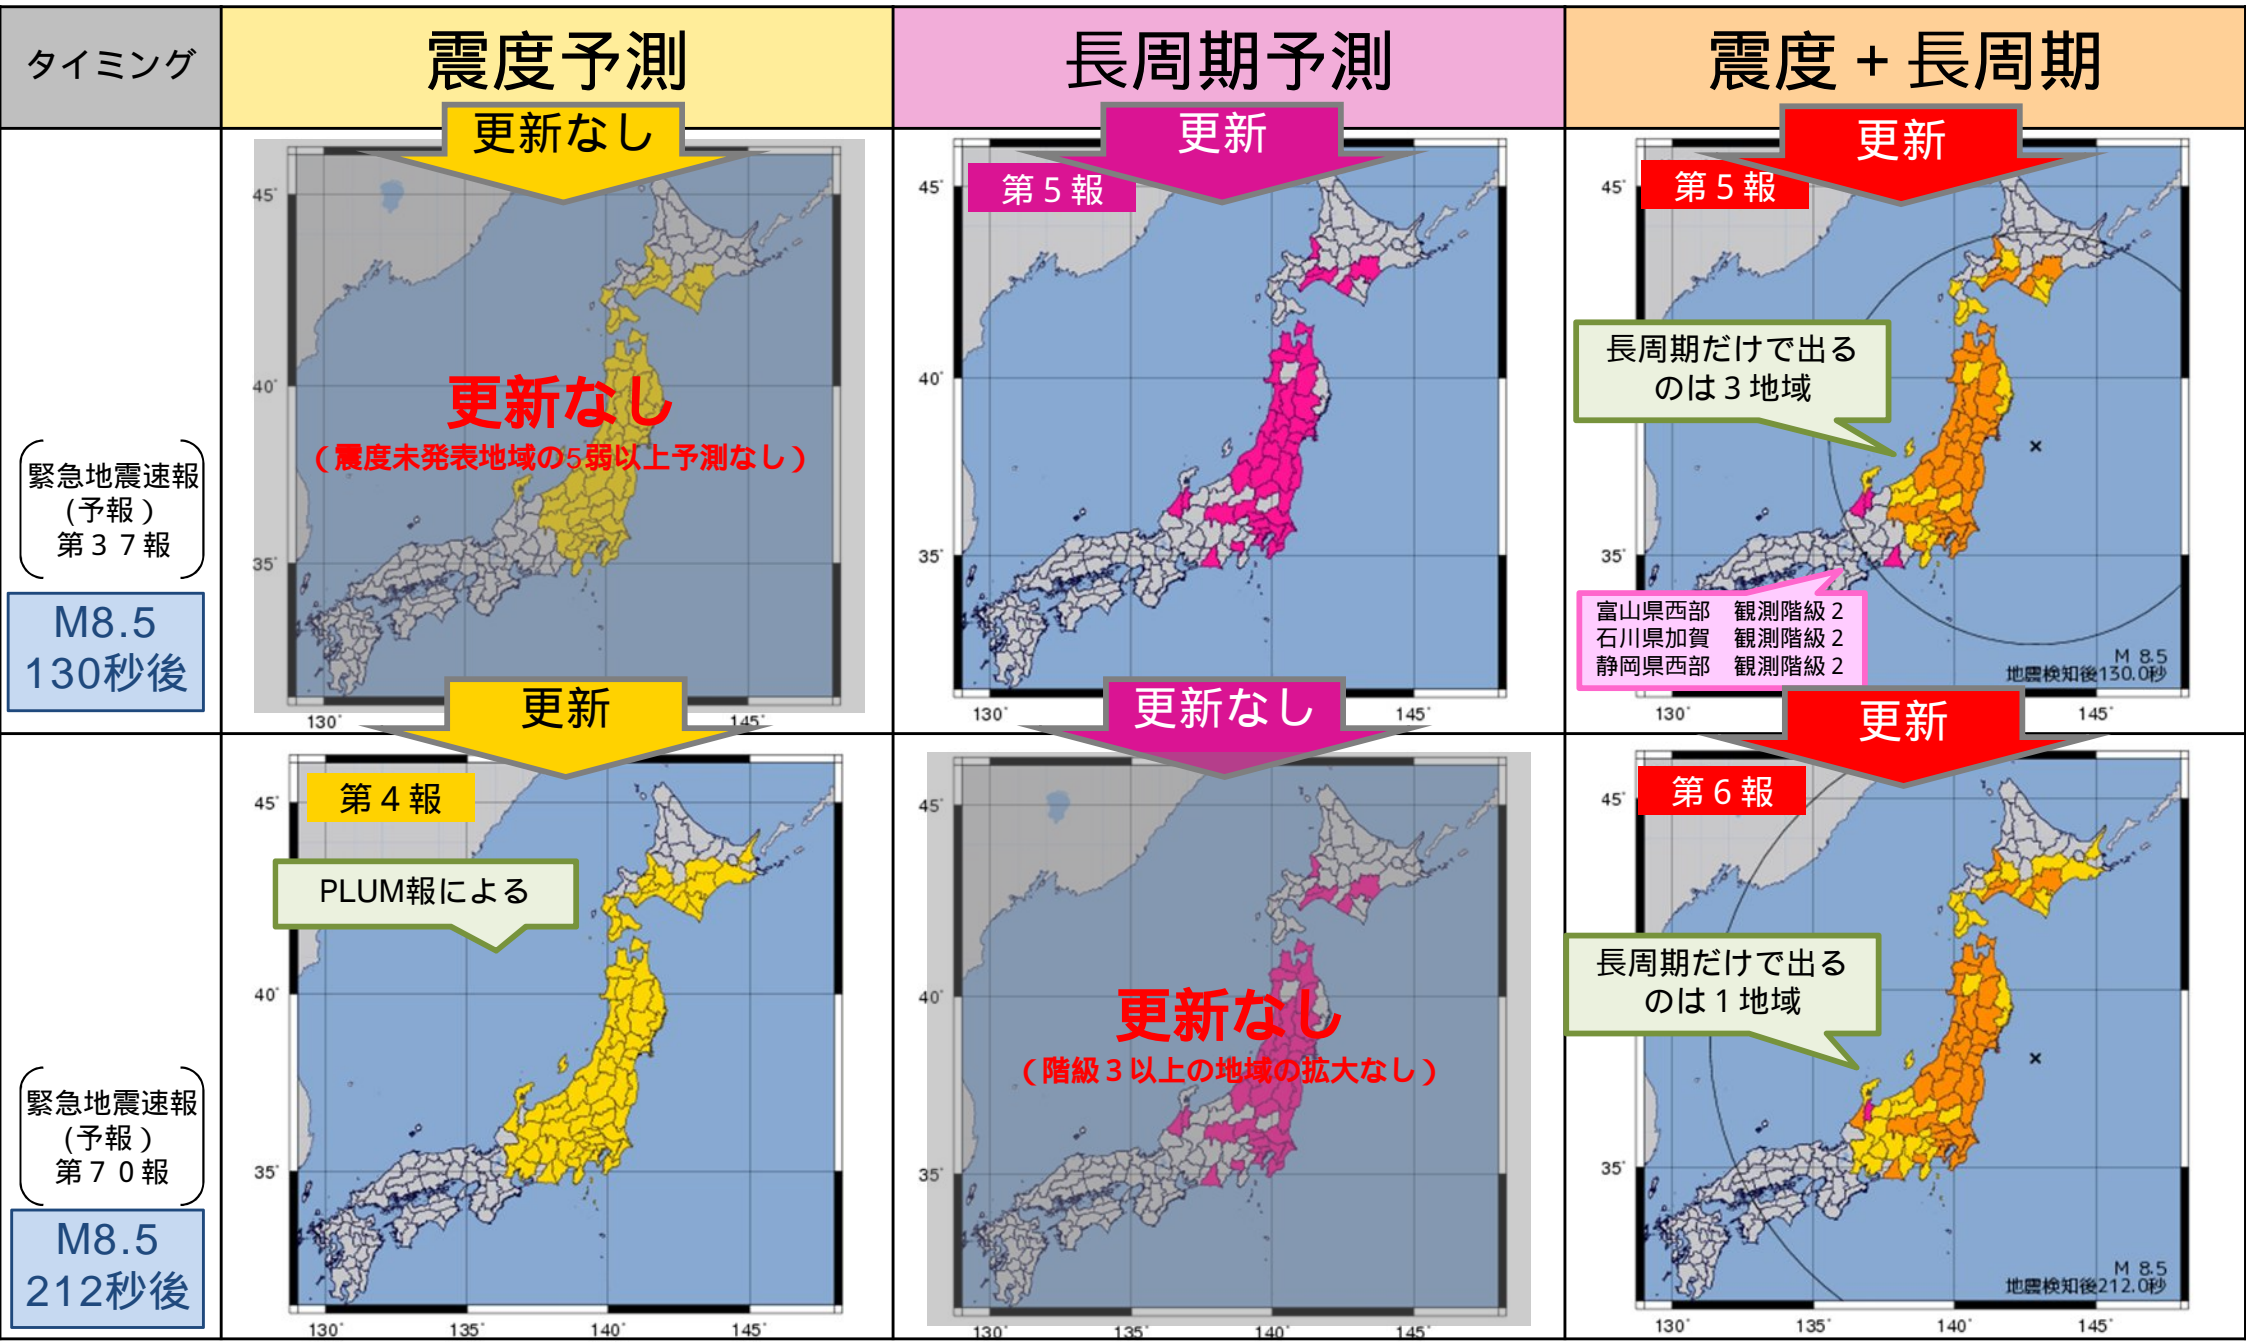 タイミング
震度予測
長周期予測
震度+長周期
更新なし
更新
更新
45°
40°
35°
130°
145°
更新なし
（震度未発表地域の5弱以上予測なし）
第５報
45°
40°
35°
130°
140°
145°
第５報
45°
35°
130°
140°
145°
長周期だけで出る
のは３地域
富山県西部　観測階級２
石川県加賀　観測階級２
静岡県西部　観測階級２
M 8.5
地震検知後130.0秒
緊急地震速報
(予報）
第３７報
M8.5
130秒後
更新
更新なし
更新
第４報
PLUM報による
45°
40°
35°
130°
135°
140°
145°
45°
40°
35°
130°
135°
140°
145°
更新なし
（階級３以上の地域の拡大なし）
第６報
45°
35°
130°
135°
140°
145°
長周期だけで出る
のは１地域
M 8.5
地震検知後212.0秒
緊急地震速報
(予報）
第７０報
M8.5
212秒後